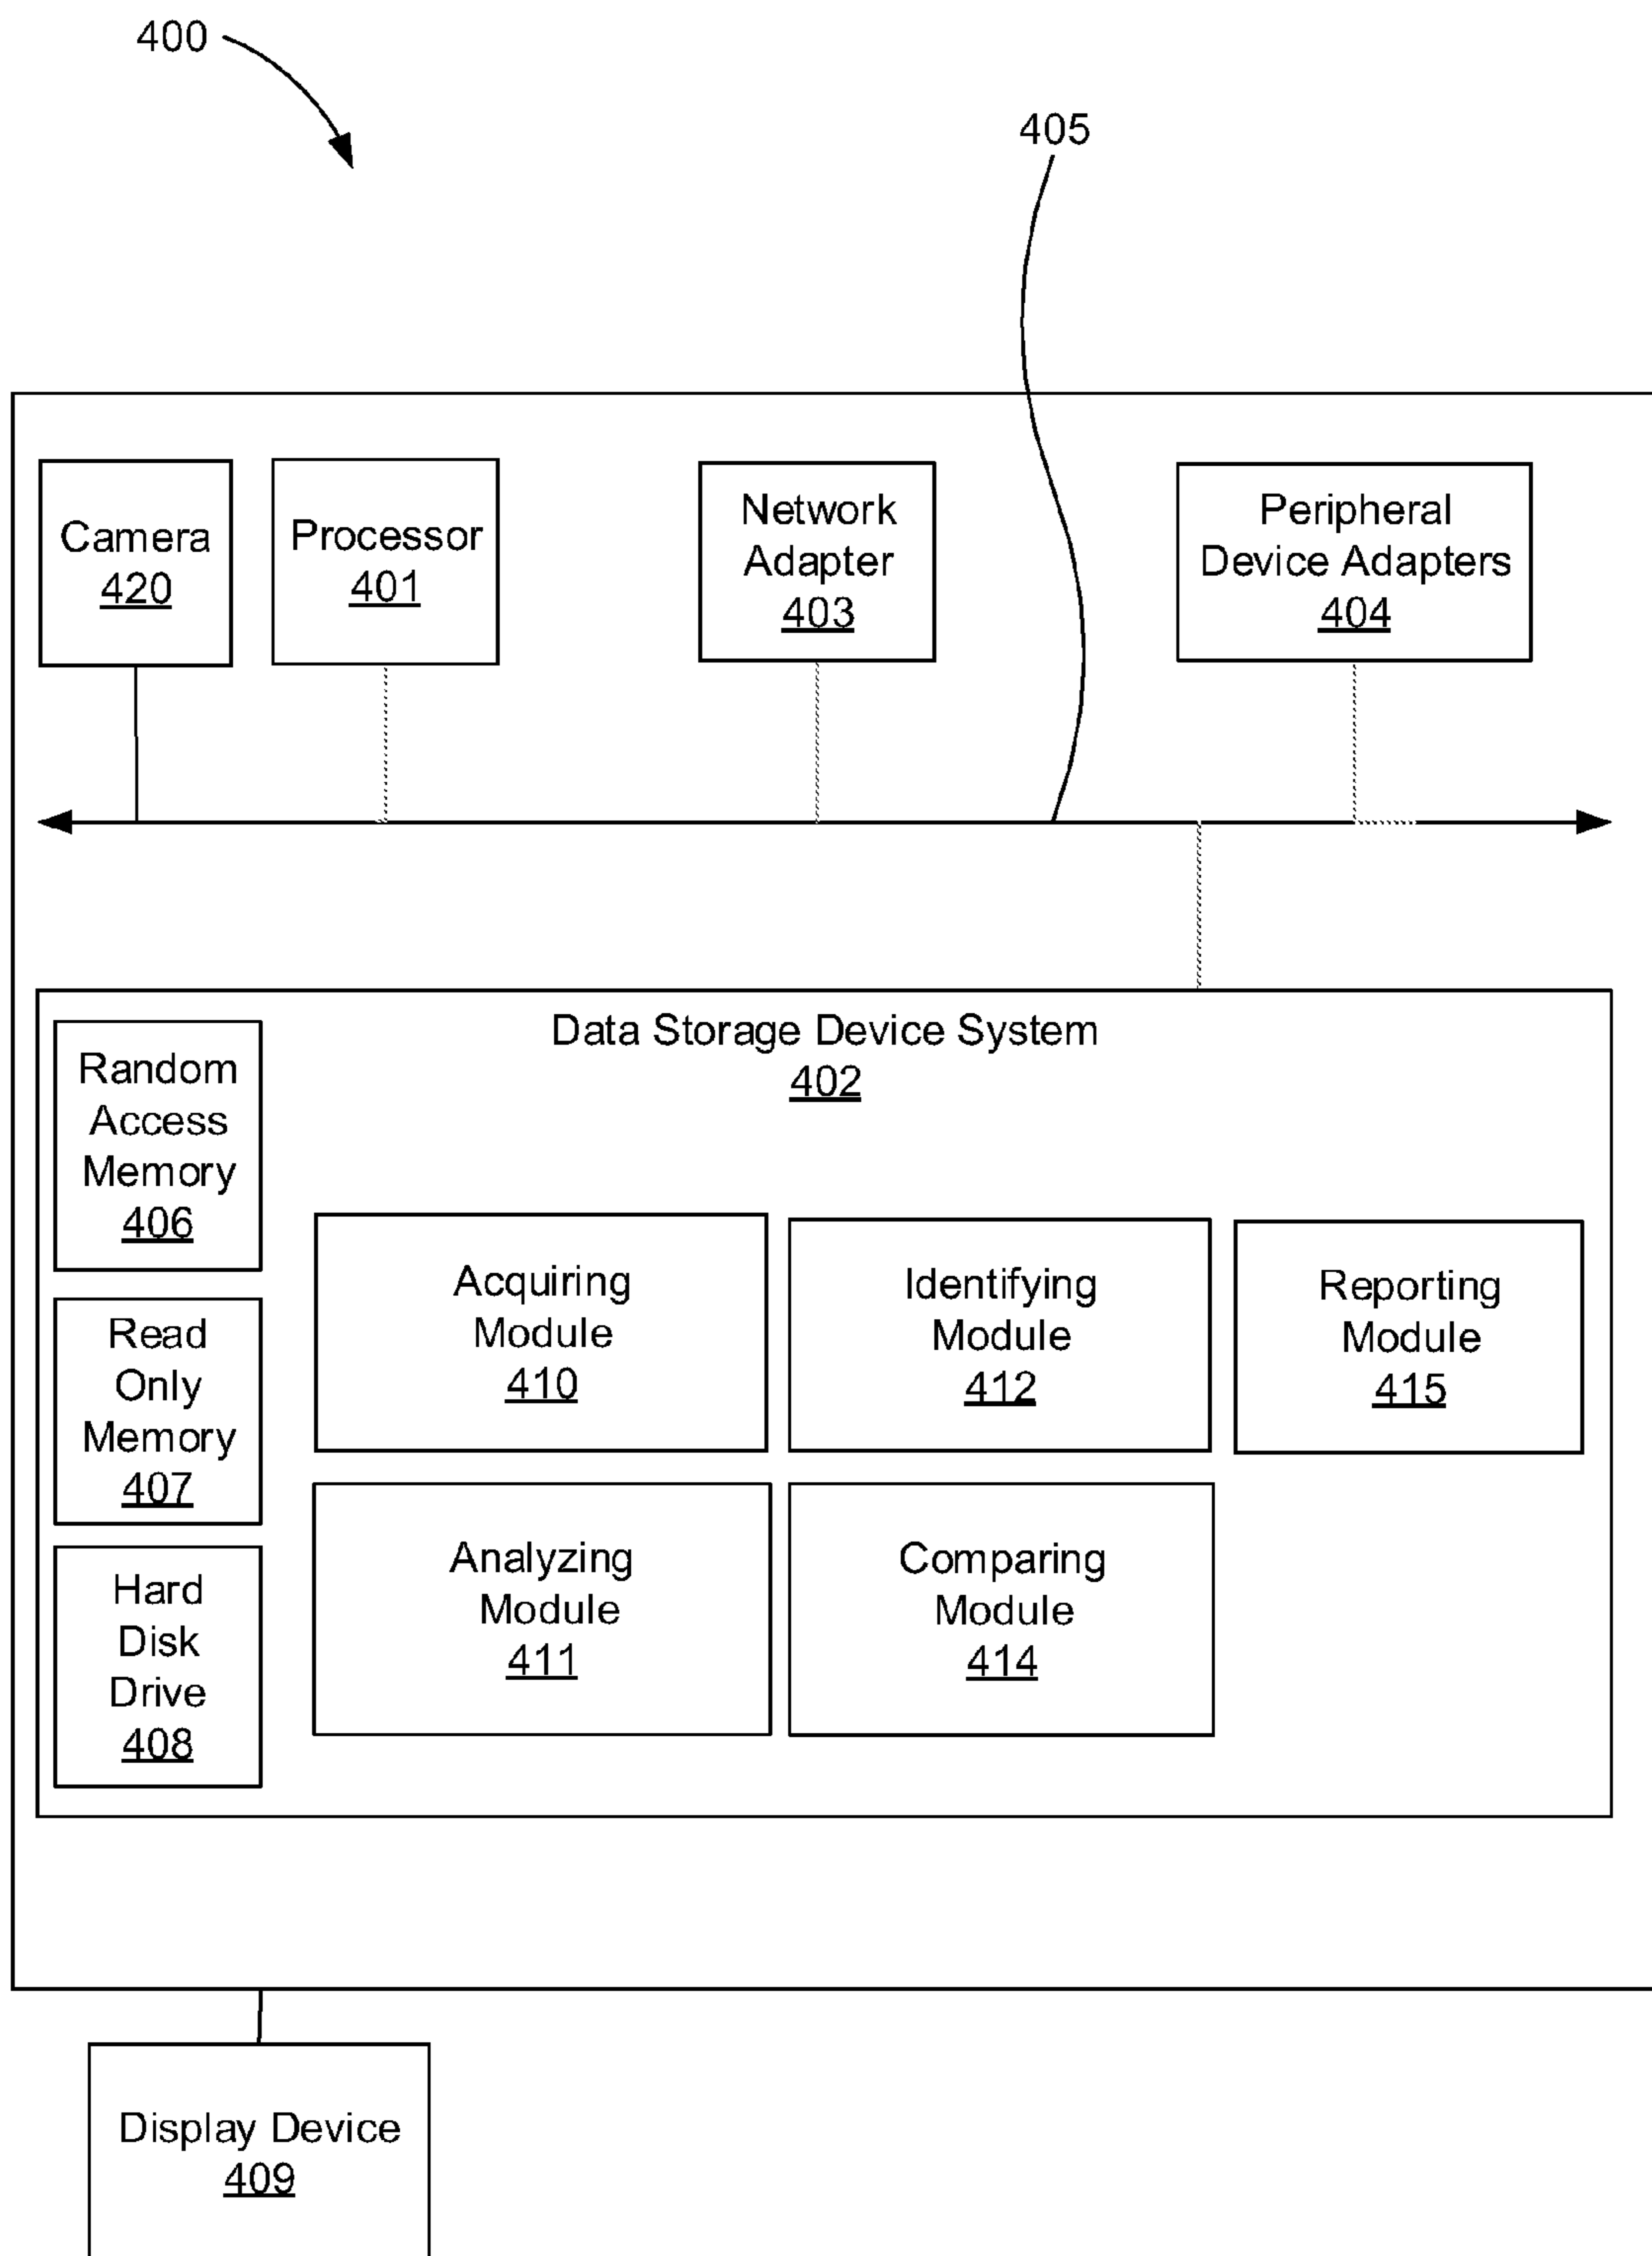 400
405
Camera
420
Processor
401
Network
Adapter
403
Peripheral
Device Adapters
404
Data Storage Device System
402
Random
Access
Memory
406
Read
Only
Memory
407
Hard
Disk
Drive
408
Acquiring
Module
410
Identifying
Module
412
Reporting
Module
415
Analyzing
Module
411
Comparing
Module
414
Display Device
409